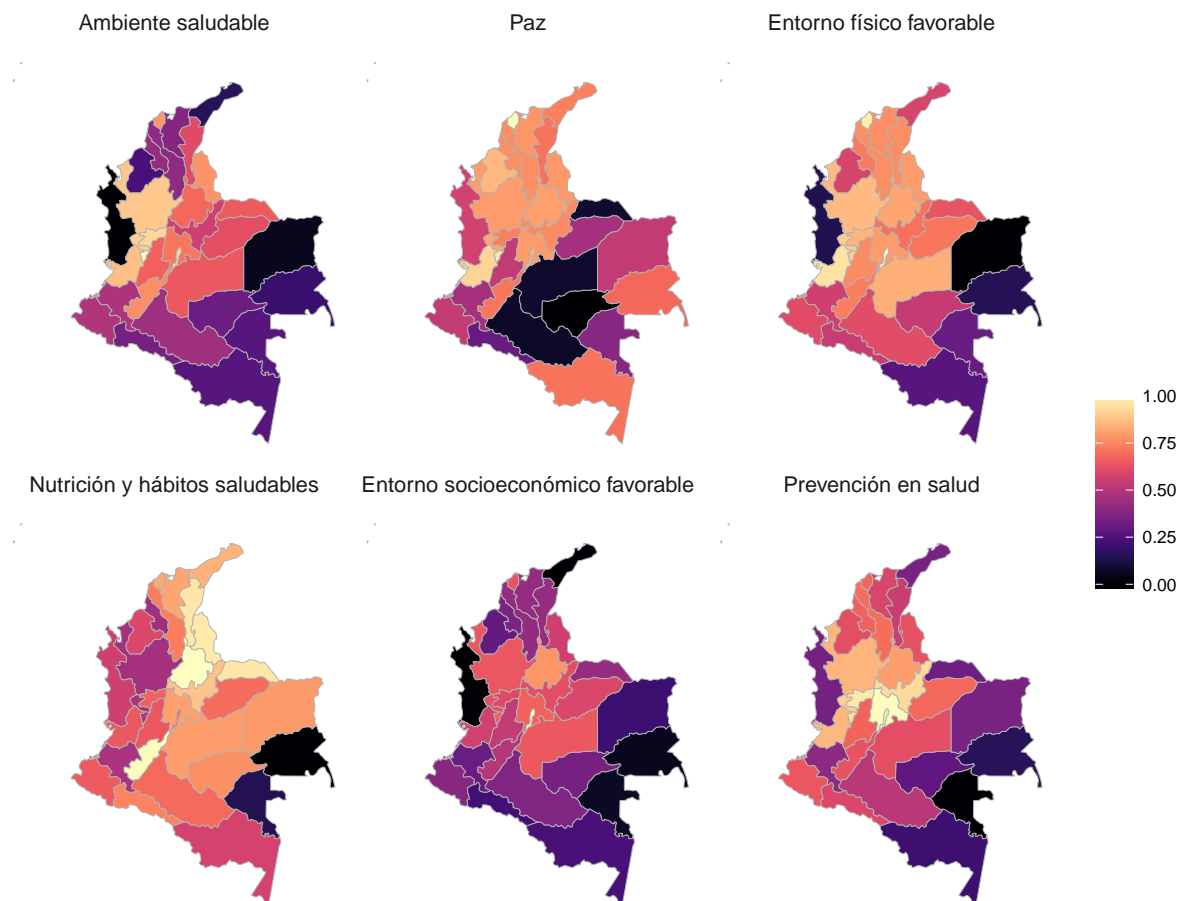 Ambiente saludable
Paz
Entorno físico favorable
Nutrición y hábitos saludables
Entorno socioeconómico favorable
Prevención en salud
1.00
0.75
0.50
0.25
0.00